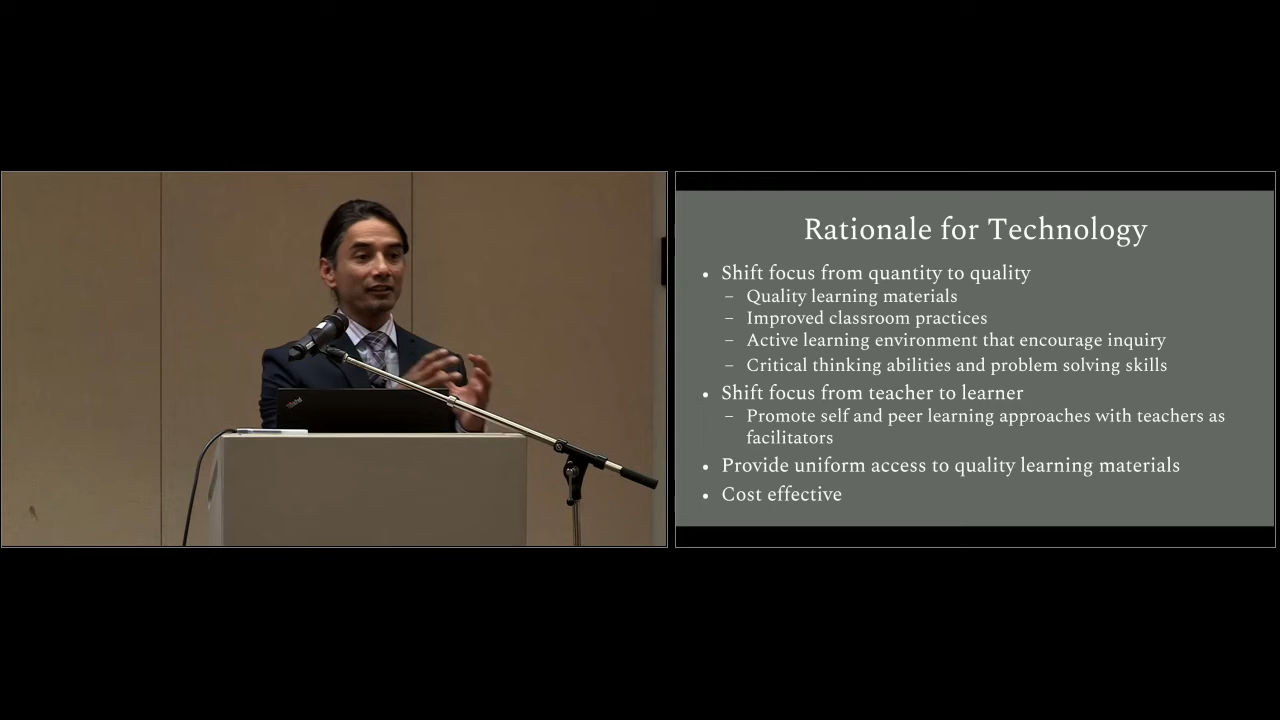 Rationale for Technology
• Shift focus from quantity to quality
– Quality learning materials
– Improved classroom practices
– Active learning environment that encourage inquiry
– Critical thinking abilities and problem solving skills
• Shift focus from teacher to learner
– Promote self and peer learning approaches with teachers as
facilitators
• Provide uniform access to quality learning materials
• Cost effective
ThinkPad